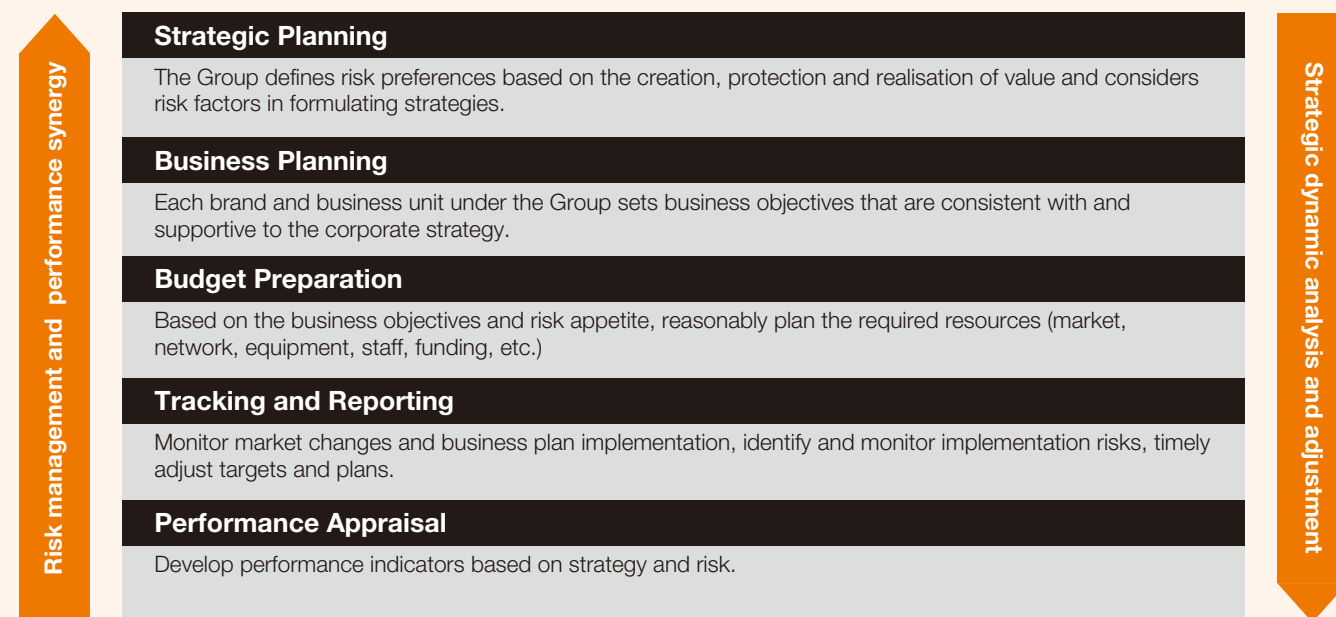 Risk management and performance synergy
Strategic Planning
The Group defines risk preferences based on the creation, protection and realisation of value and considers
risk factors in formulating strategies.
Business Planning
Each brand and business unit under the Group sets business objectives that are consistent with and
supportive to the corporate strategy.
Budget Preparation
Based on the business objectives and risk appetite, reasonably plan the required resources (market,
network, equipment, staff, funding, etc.)
Tracking and Reporting
Monitor market changes and business plan implementation, identify and monitor implementation risks, timely
adjust targets and plans.
Performance Appraisal
Develop performance indicators based on strategy and risk.
Strategic dynamic analysis and adjustment